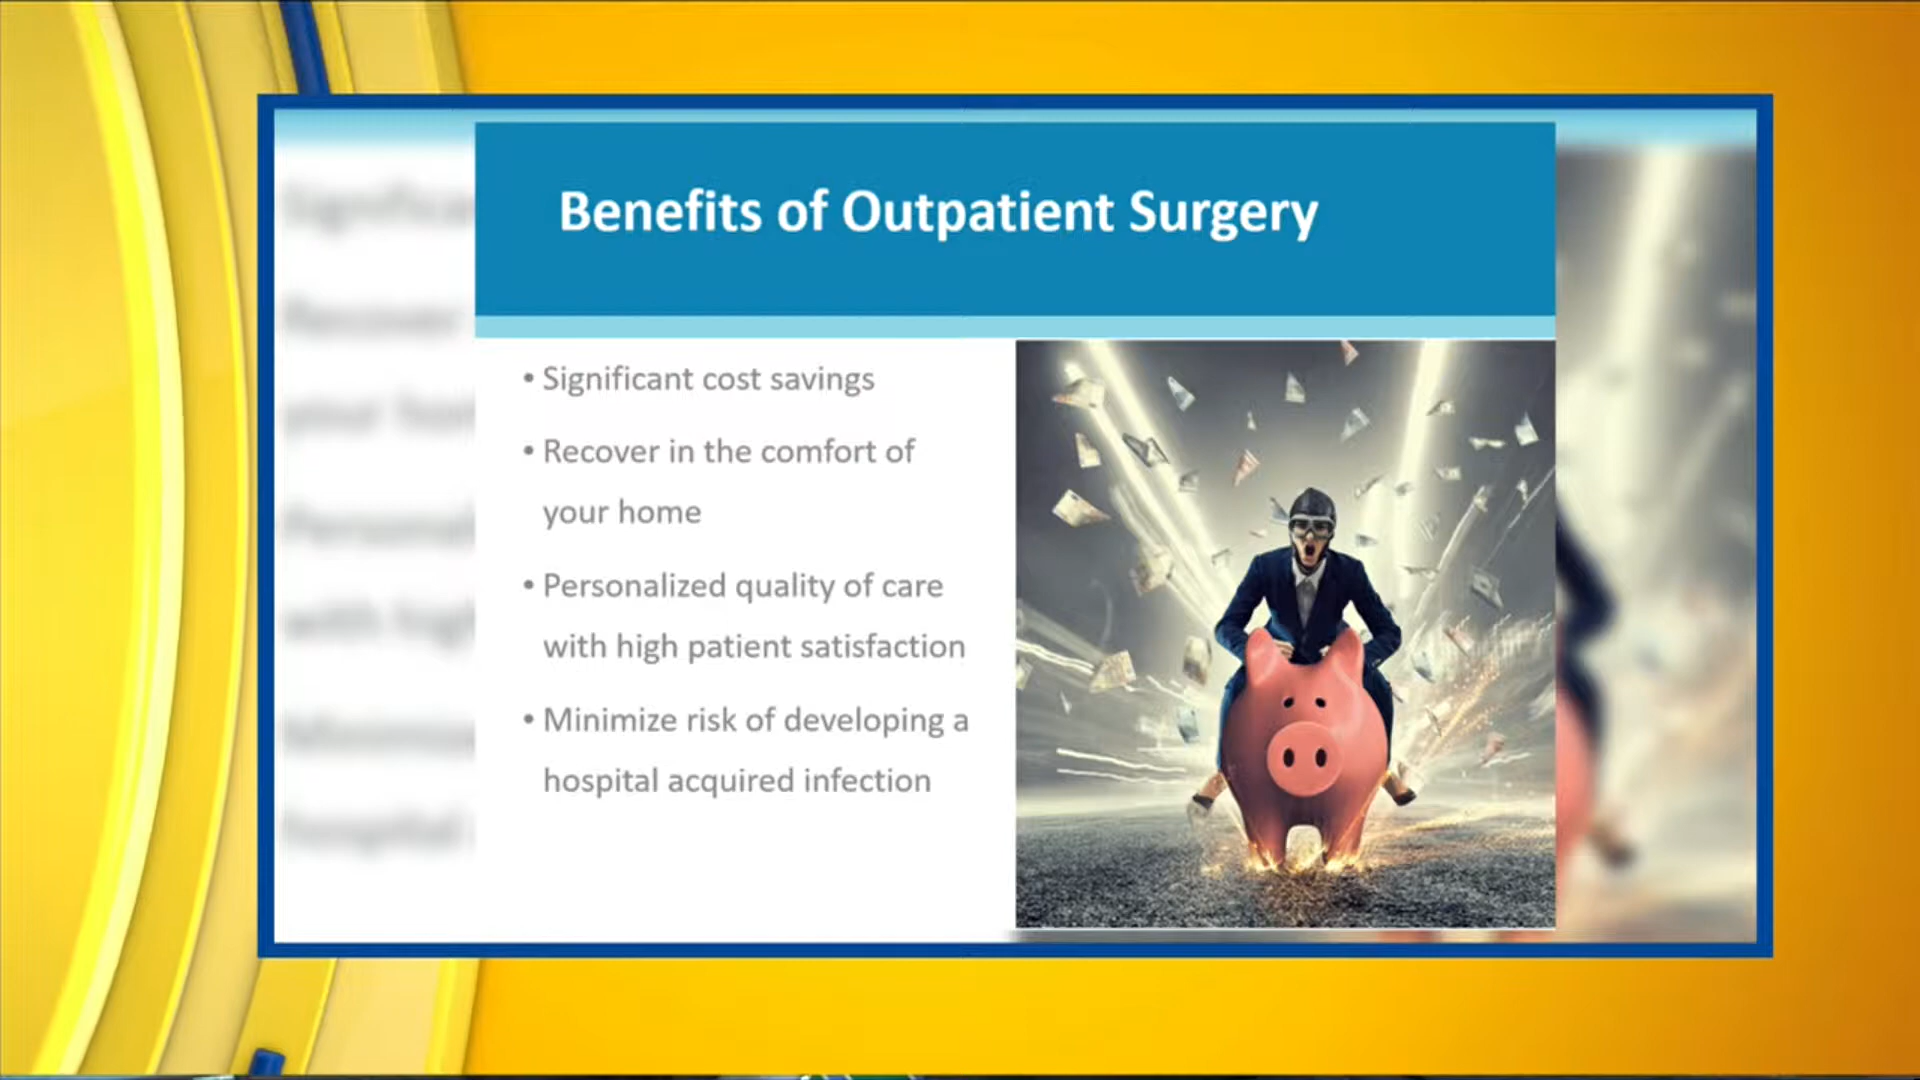 Benefits of Outpatient Surgery
• Significant cost savings
• Recover in the comfort of
your home
• Personalized quality of care
with high patient satisfaction
• Minimize risk of developing a
hospital acquired infection